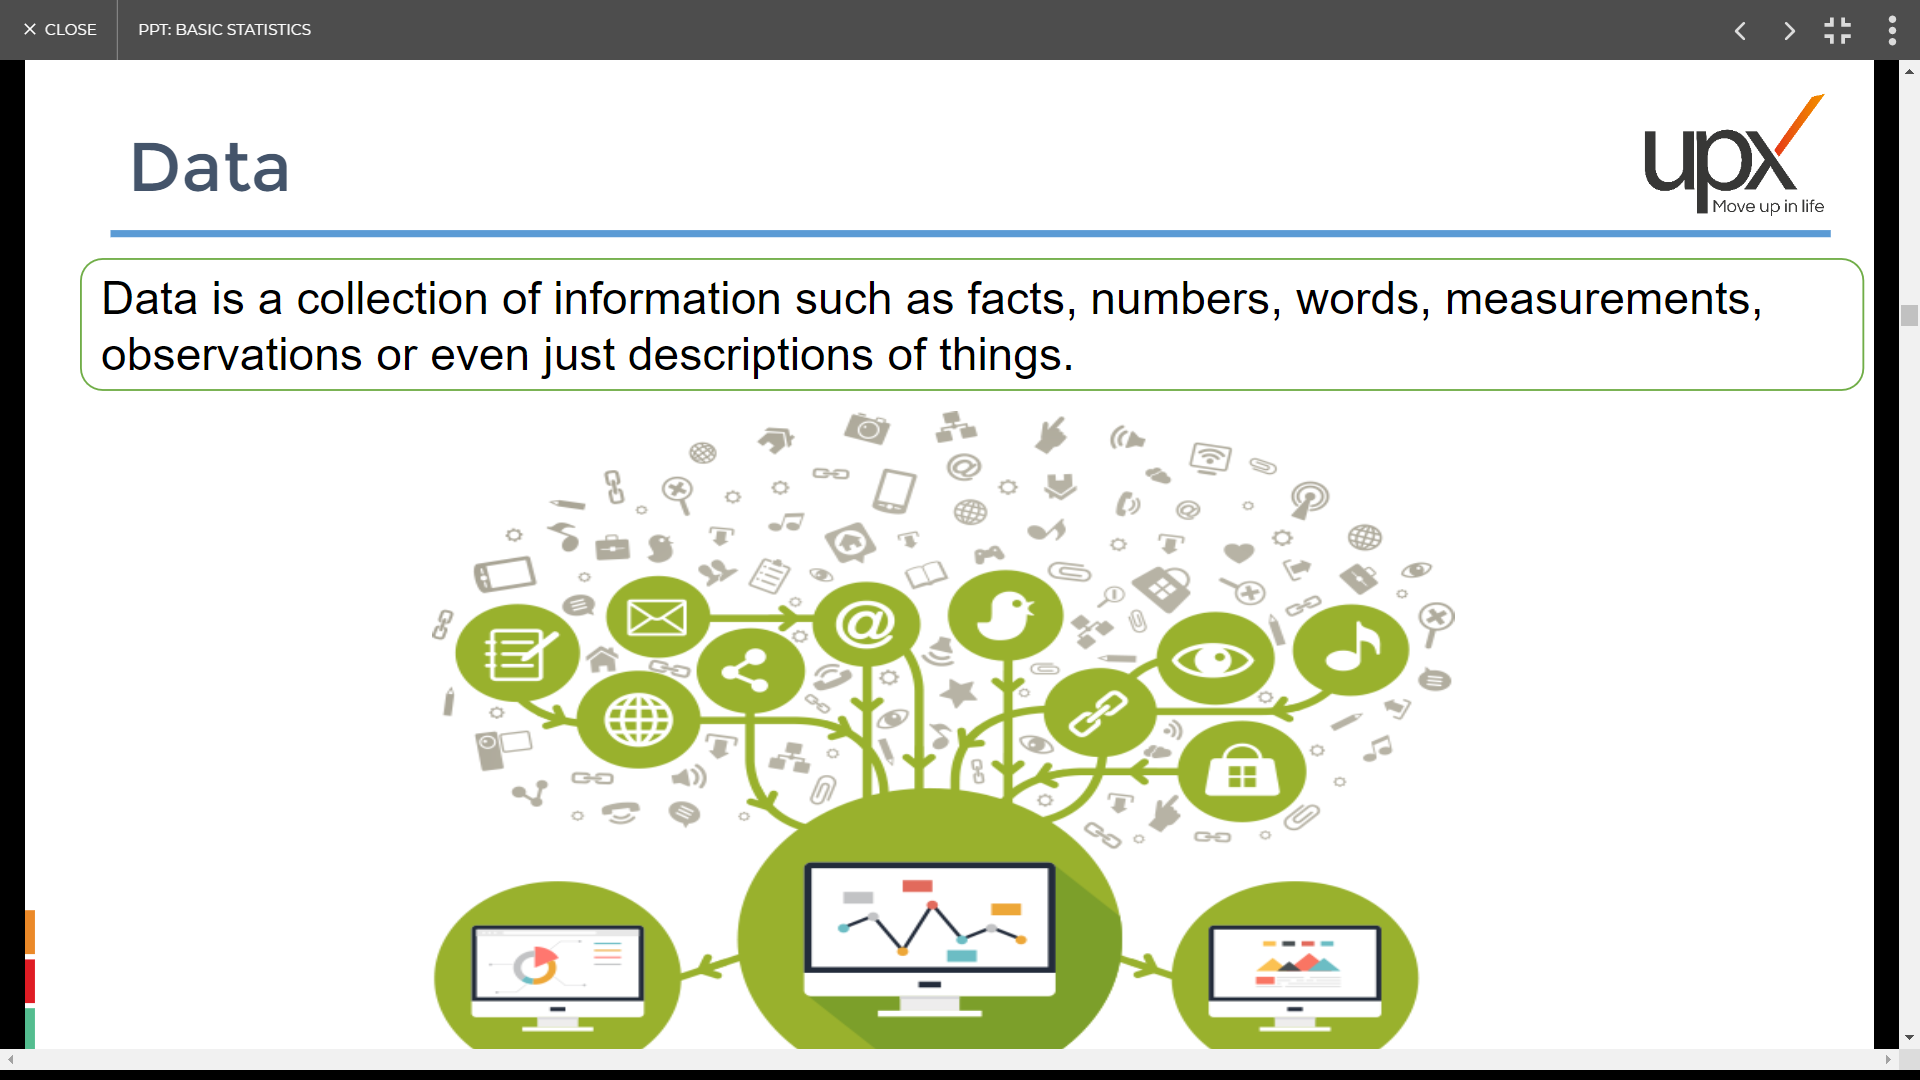 CLOSE
PPT: BASIC STATISTICS
Data
upx
Move up in life
Data is a collection of information such as facts, numbers, words, measurements,
observations or even just descriptions of things.